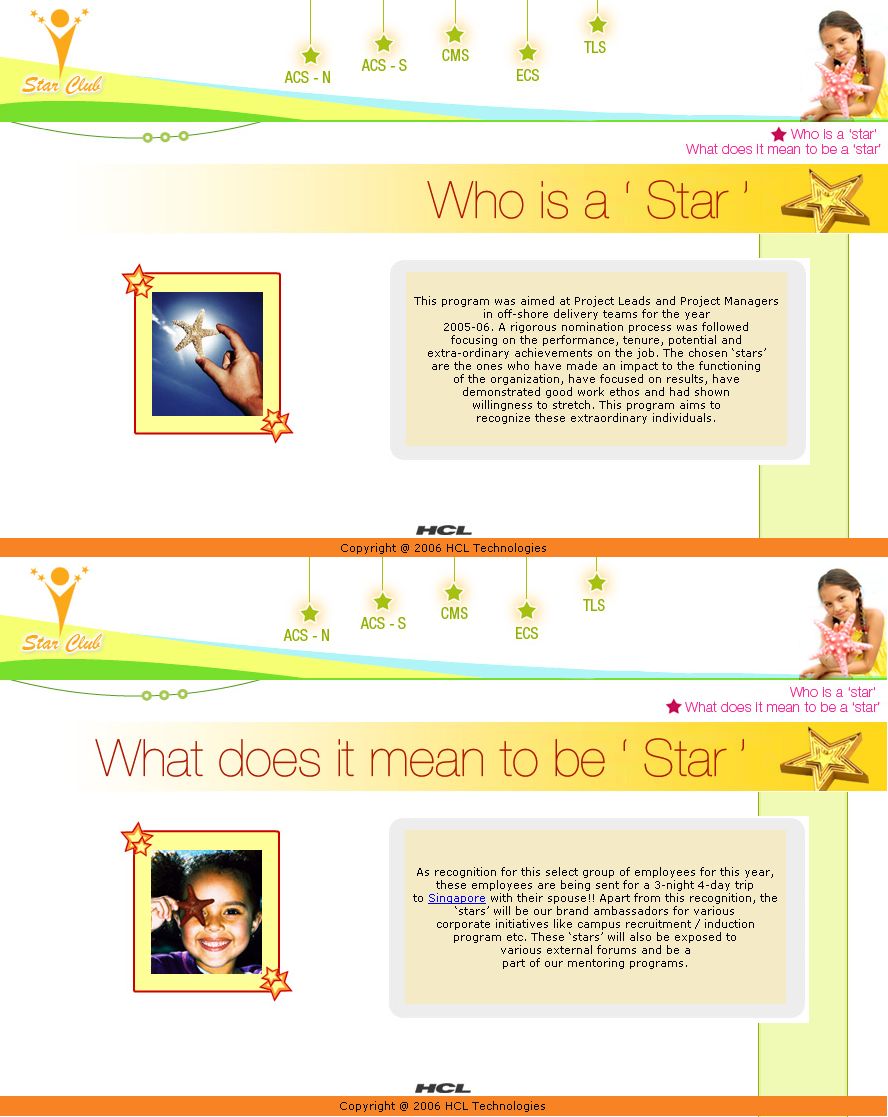 Star Club
ACS - N
ACS - S
CMS
ECS
TLS
Who is a ‘star’
What does it mean to be a ‘star’
Who is a ‘ Star ’
This program was aimed at Project Leads and Project Managers
in off-shore delivery teams for the year
2005-06. A rigorous nomination process was followed
focusing on the performance, tenure, potential and
extra-ordinary achievements on the job. The chosen ‘stars’
are the ones who have made an impact to the functioning
of the organization, have focused on results, have
demonstrated good work ethos and had shown
willingness to stretch. This program aims to
recognize these extraordinary individuals.
HCL
Copyright @ 2006 HCL Technologies
Star Club
ACS - N
ACS - S
CMS
ECS
TLS
Who is a ‘star’
What does it mean to be a ‘star’
What does it mean to be ‘ Star ’
As recognition for this select group of employees for this year,
these employees are being sent for a 3-night 4-day trip
to Singapore with their spouse!! Apart from this recognition, the
‘stars’ will be our brand ambassadors for various
corporate initiatives like campus recruitment / induction
program etc. These ‘stars’ will also be exposed to
various external forums and be a
part of our mentoring programs.
HCL
Copyright @ 2006 HCL Technologies